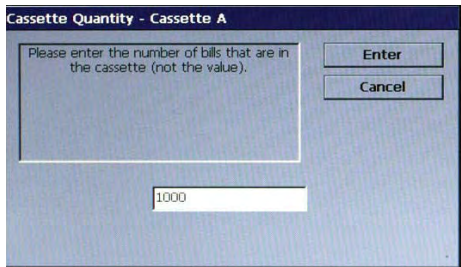 Cassette Quantity - Cassette A
Please enter the number of bills that are in
the cassette (not the value).
Enter
Cancel
1000